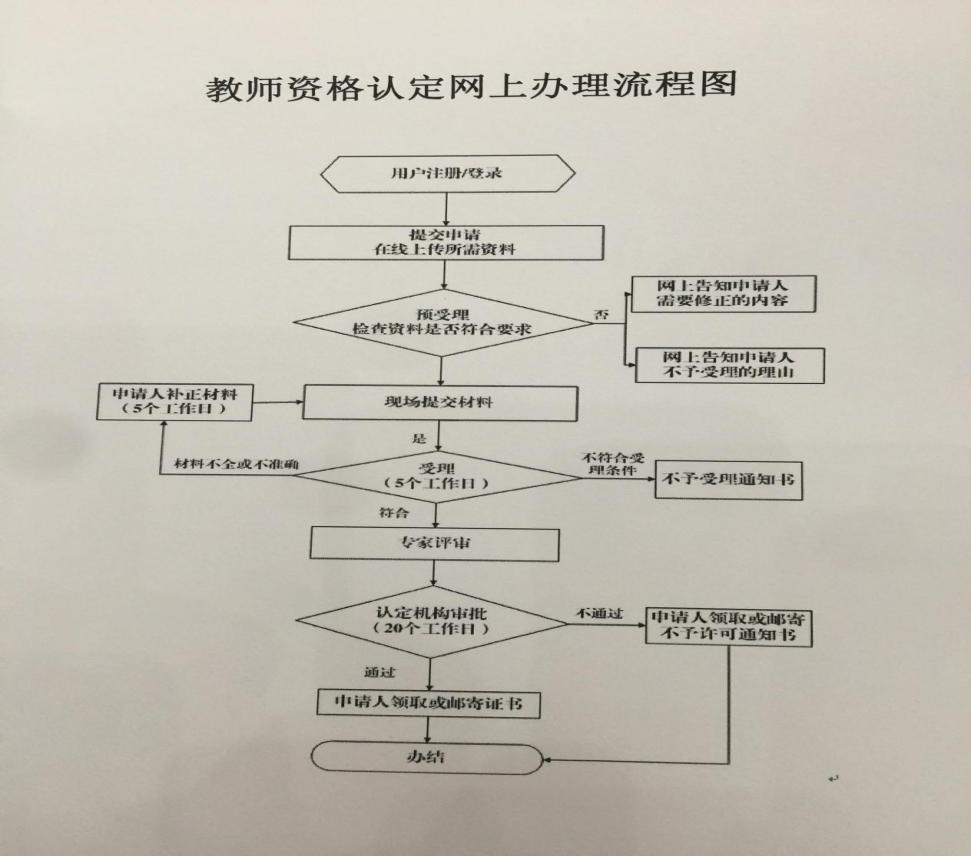 教师资格认定网上办理流程图
用户注册/登录
提交申请
在线上传所需资料
预受理
检查资料是否符合要求
否
网上告知申请人
需要修正的内容
网上告知申请人
不予受理的理由
申请人补正材料
（5个工作日）
现场提交材料
是
材料不全或不准确
受理
（5个工作日）
不符合受
理条件
不予受理通知书
符合
专家评审
认定机构审批
（20个工作日）
不通过
申请人领取或邮寄
不予许可通知书
通过
申请人领取或邮寄证书
办结